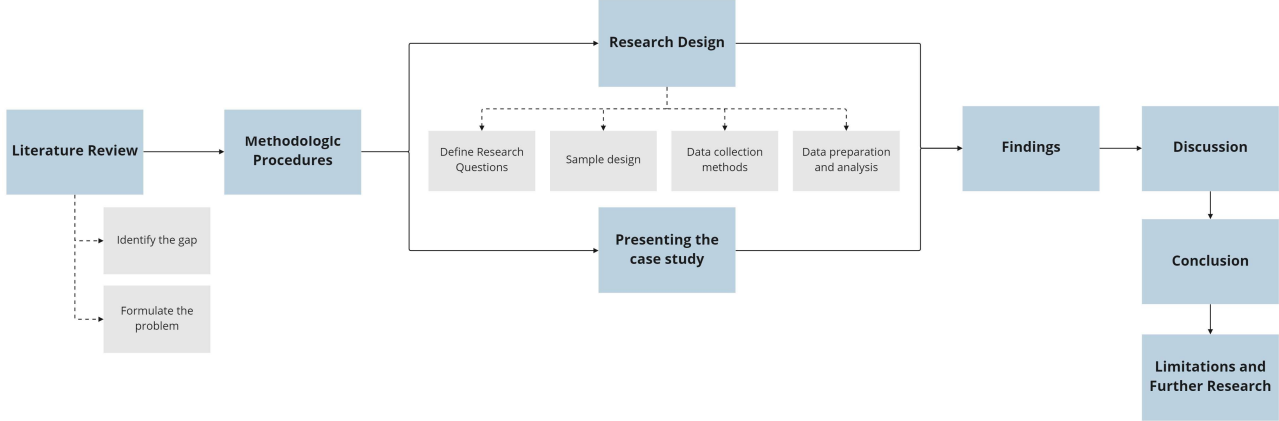 Literature Review
Identify the gap
Formulate the
problem
Methodologic
Procedures
Research Design
Define Research
Questions
Sample design
Data collection
methods
Data preparation
and analysis
Presenting the
case study
Findings
Discussion
Conclusion
Limitations and
Further Research